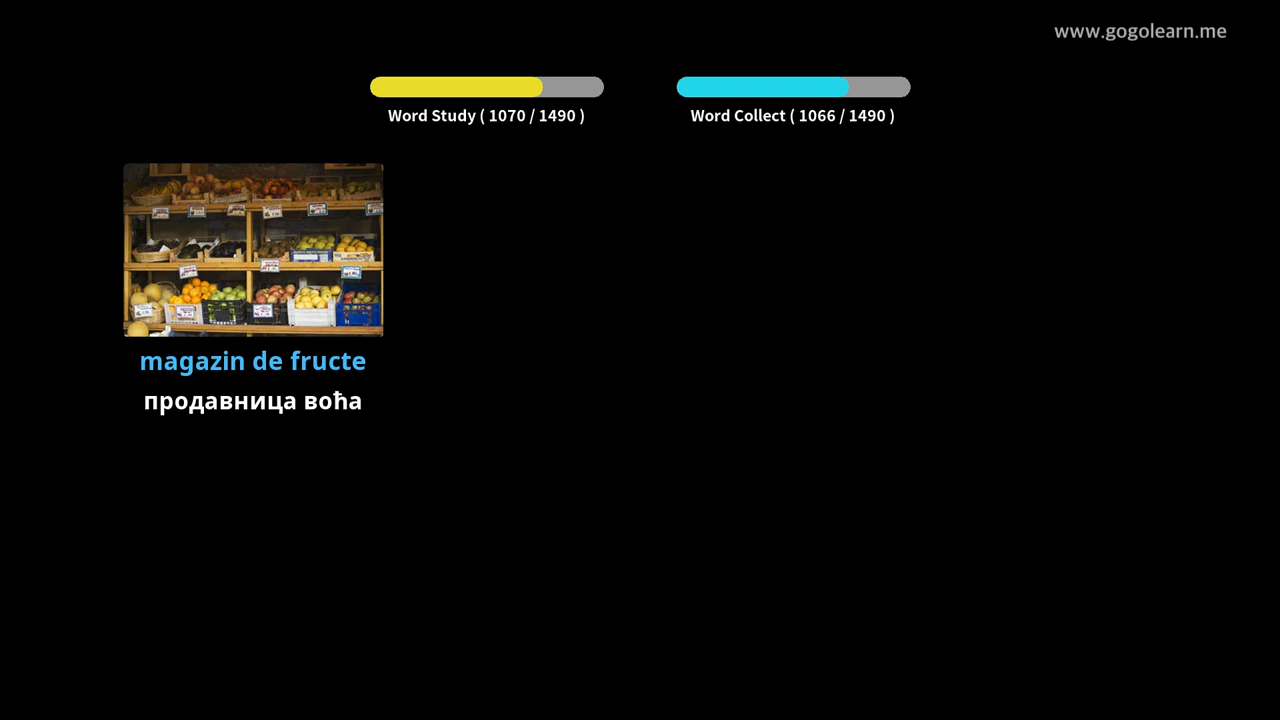 www.gogolearn.me
Word Study ( 1070 / 1490 )
Word Collect ( 1066 / 1490 )
magazin de fructe
продавница воћа